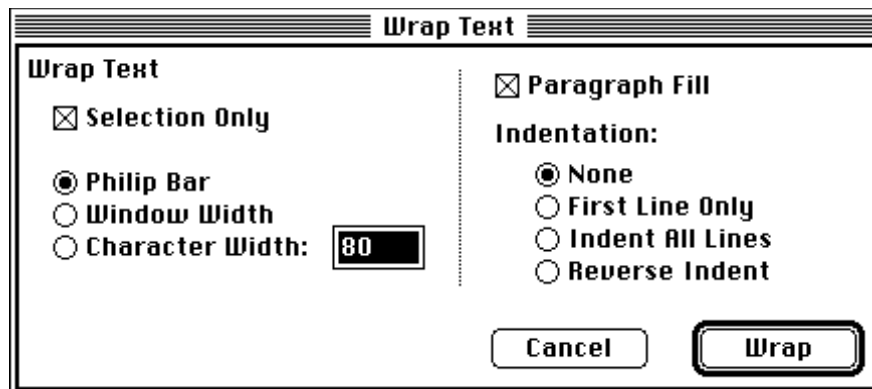 Wrap Text
Wrap Text
Selection Only
Philip Bar
Window Width
Character Width: 80
Paragraph Fill
Indentation:
None
First Line Only
Indent All Lines
Reverse Indent
Cancel
Wrap